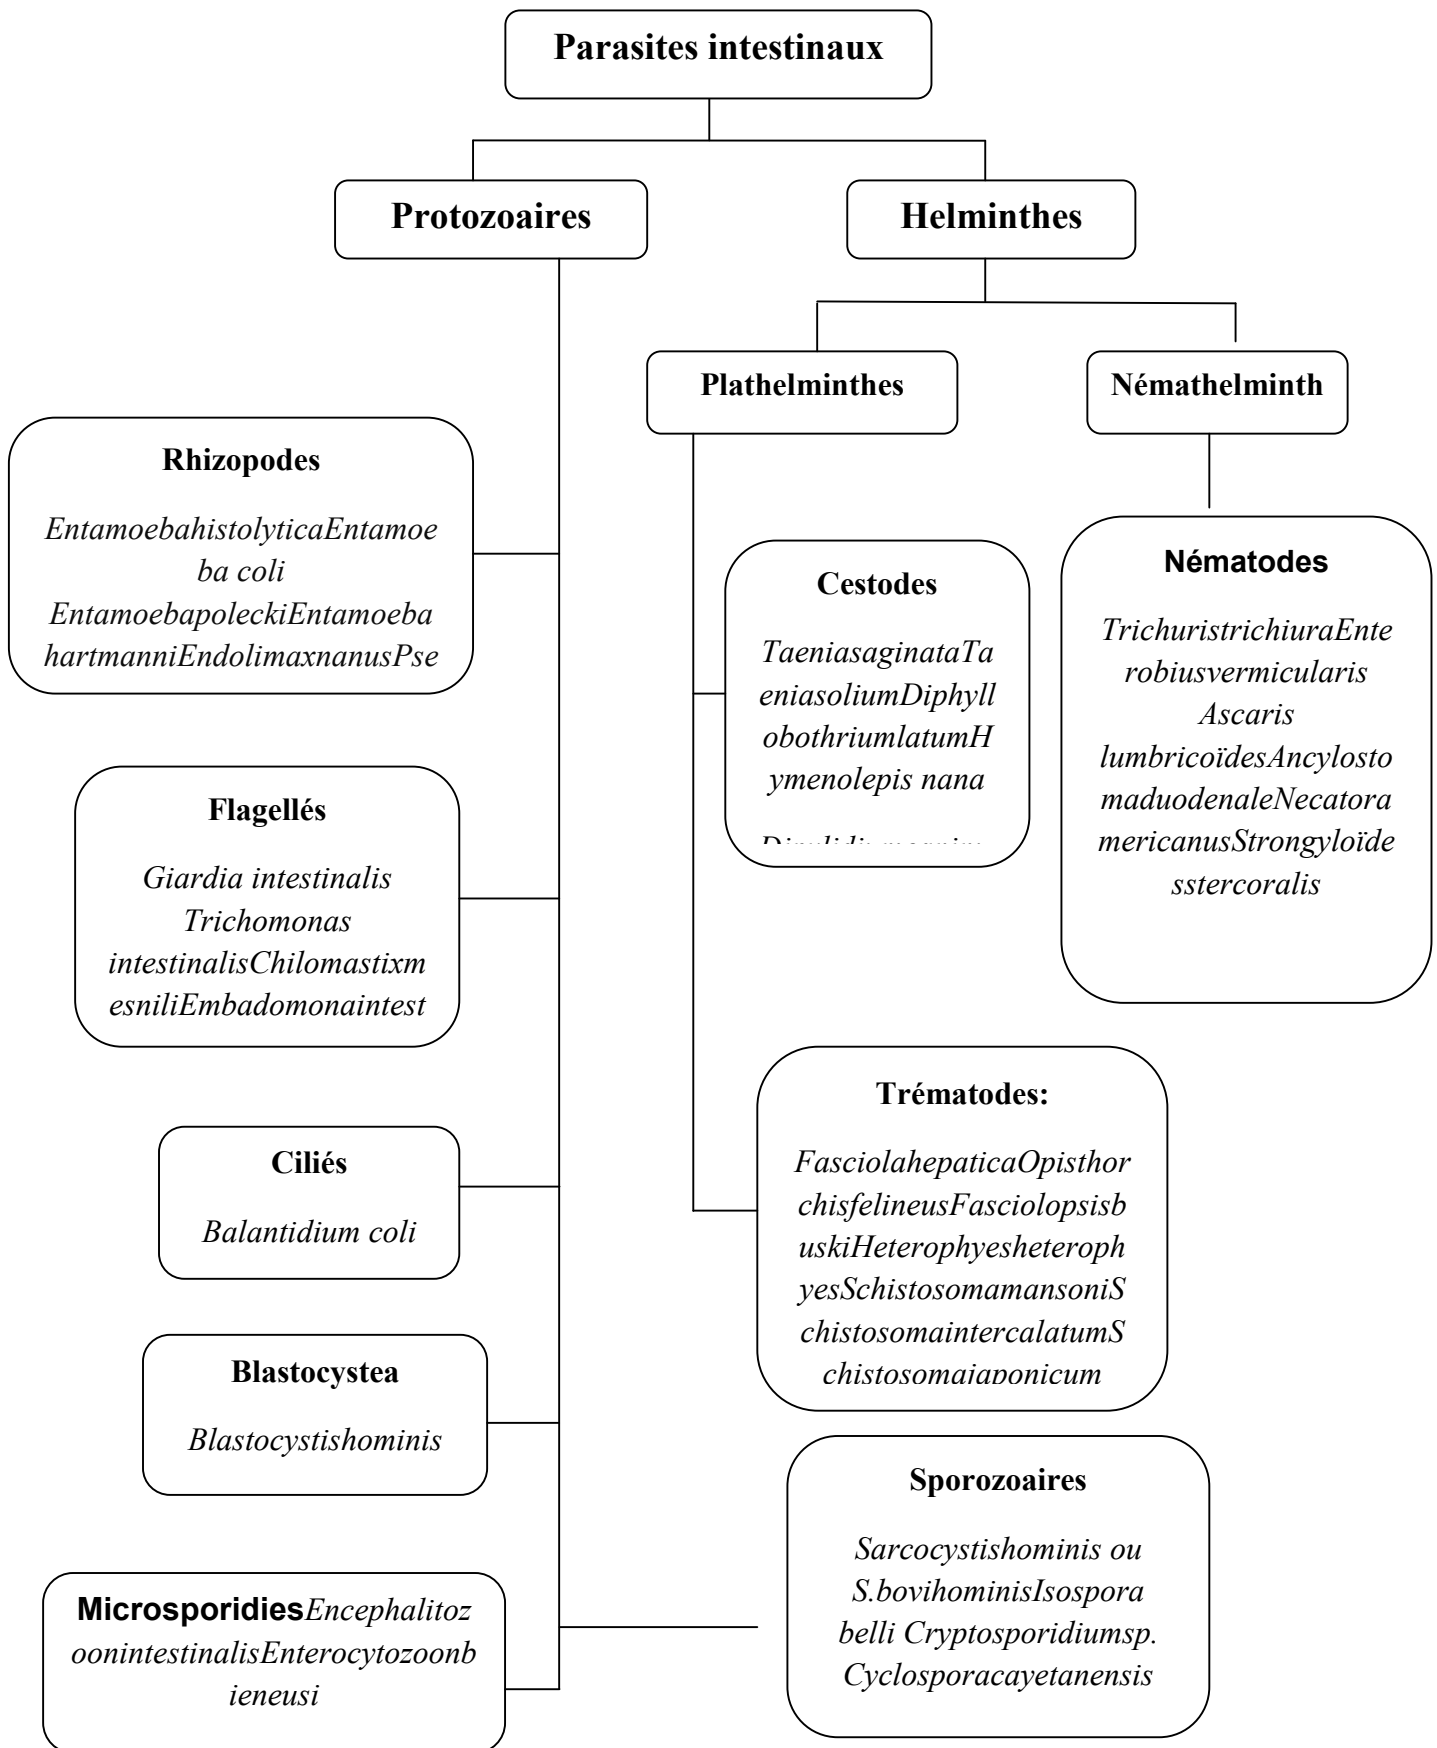 Parasites intestinaux
Protozoaires
Helminthes
Plathelminthes
Némathelminth
Rhizopodes
EntamoebahistolyticaEntamoe
ba coli
EntamoebapoleckiEntamoeba
hartmanniEndolimaxnanusPse
Flagellés
Giardia intestinalis
Trichomonas
intestinalisChilomastixm
esniliEmbadomonaintest
Ciliés
Balantidium coli
Blastocystea
Blastocystishominis
MicrosporidiesEncephalitoz
oonintestinalisEnterocytozoonb
ieneusi
Cestodes
TaeniasaginataTa
eniasoliumDiphyll
obothriumlatumH
ymenolepis nana
Nématodes
TrichuristrichiuraEnte
robiusvermicularis
Ascaris
lumbricoïdesAncylosto
maduodenaleNecatora
mericanusStrongyloïde
sstercoralis
Trématodes:
FasciolahepaticaOpisthor
chisfelineusFasciolopsisb
uskiHeterophyesheteroph
yesSchistosomamansoniS
chistosomaintercalatumS
chistosomajaponicum
Sporozoaires
Sarcocystishominis ou
S.bovihominisIsospora
belli Cryptosporidiumsp.
Cyclosporacayetanensis